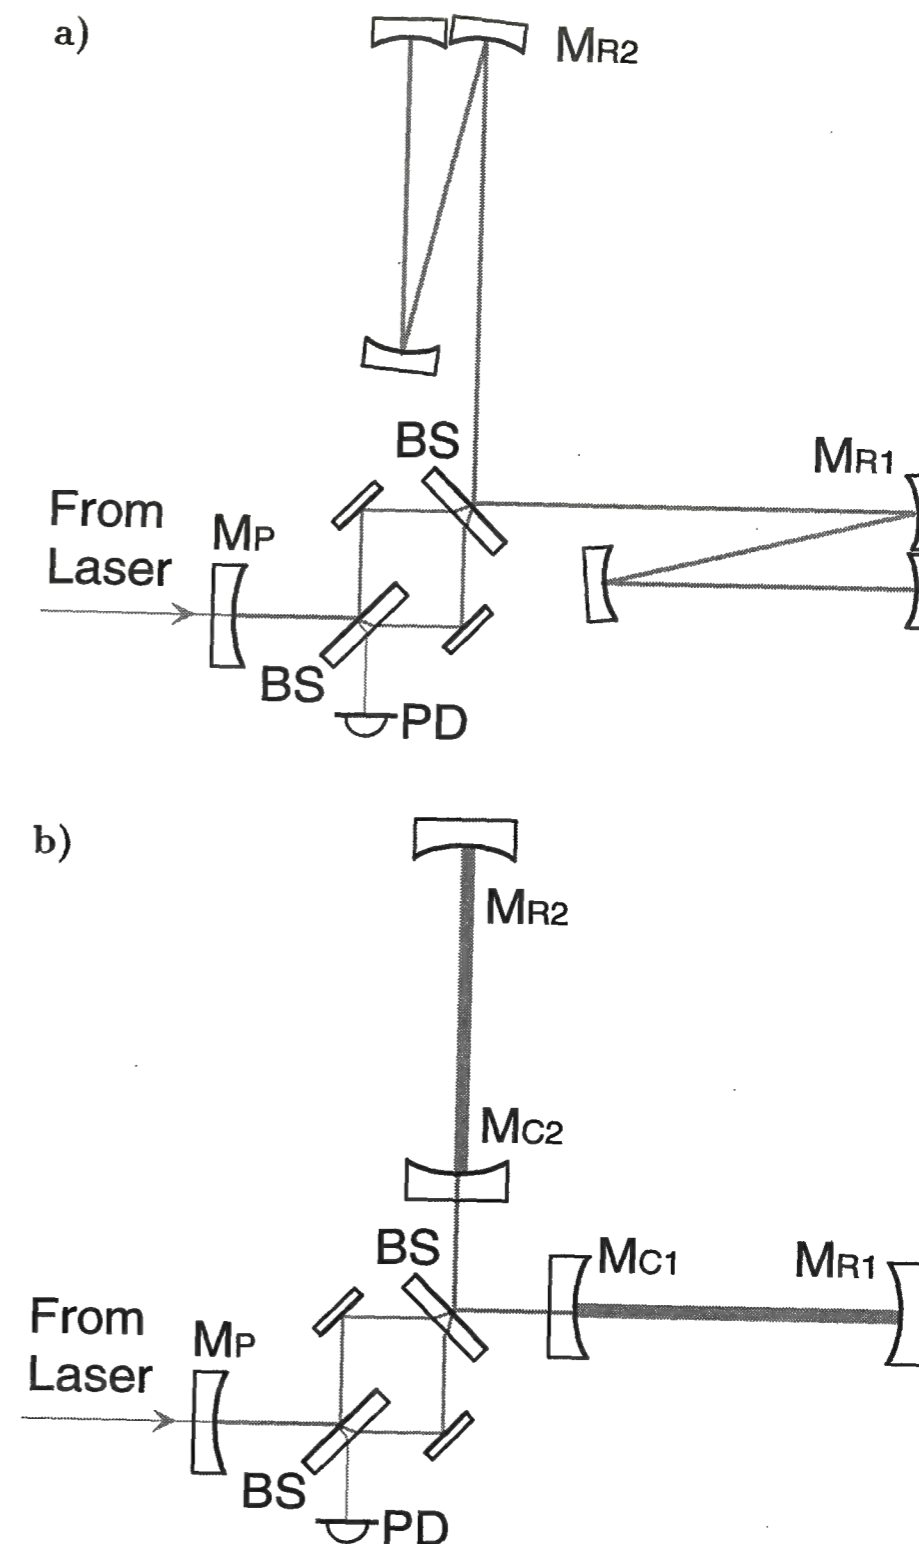 a)
MR2
BS
MR1
From
Laser
MP
BS
PD
b)
MR2
MC2
BS
MC1
MR1
From
Laser
MP
BS
PD